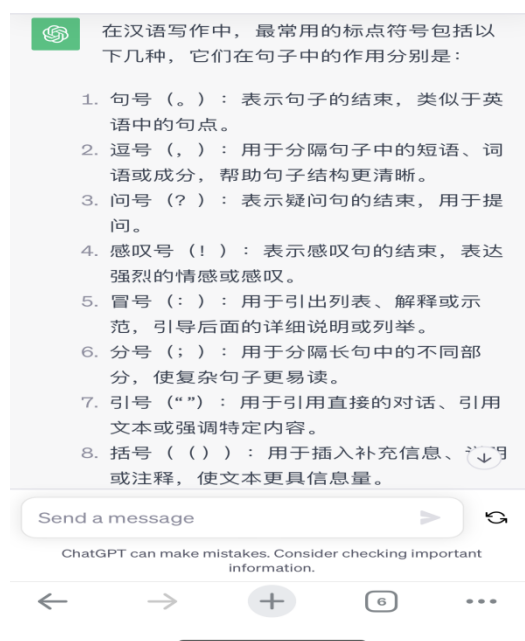 在汉语写作中，最常用的标点符号包括以
下几种，它们在句子中的作用分别是：
1. 句号（。）：表示句子的结束，类似于英
语中的句点。
2. 逗号（，）：用于分隔句子中的短语、词
语或成分，帮助句子结构更清晰。
3. 问号（？）：表示疑问句的结束，用于提
问。
4. 感叹号（！）：表示感叹句的结束，表达
强烈的情感或感叹。
5. 冒号（：）：用于引出列表、解释或示
范，引导后面的详细说明或列举。
6. 分号（；）：用于分隔长句中的不同部
分，使复杂句子更易读。
7. 引号（“”）：用于引用直接的对话、引用
文本或强调特定内容。
8. 括号（（））：用于插入补充信息、
或注释，使文本更具信息量。
Send a message
ChatGPT can make mistakes. Consider checking important
information.
6